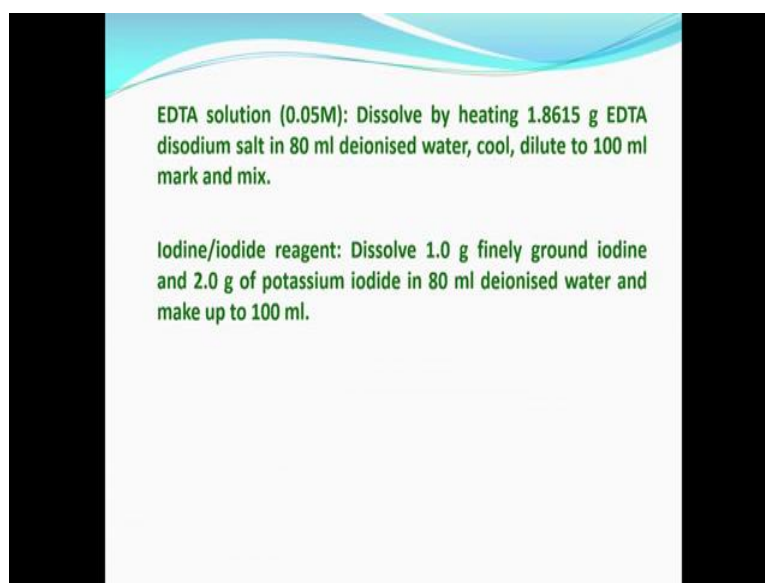 EDTA solution (0.05M): Dissolve by heating 1.8615 g EDTA
disodium salt in 80 ml deionised water, cool, dilute to 100 ml
mark and mix.
Iodine/iodide reagent: Dissolve 1.0 g finely ground iodine
and 2.0 g of potassium iodide in 80 ml deionised water and
make up to 100 ml.